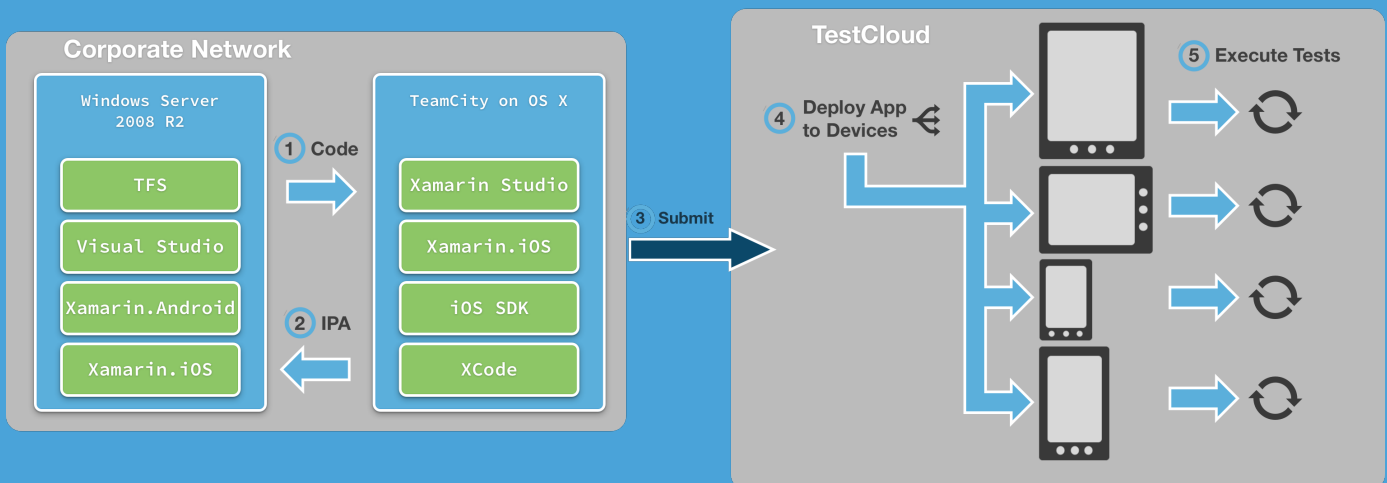 Corporate Network
Windows Server
2008 R2
TFS
Visual Studio
Xamarin.Android
Xamarin.iOS
1 Code
2 IPA
TeamCity on OS X
Xamarin Studio
Xamarin.iOS
iOS SDK
XCode
3 Submit
TestCloud
4 Deploy App
to Devices
5 Execute Tests